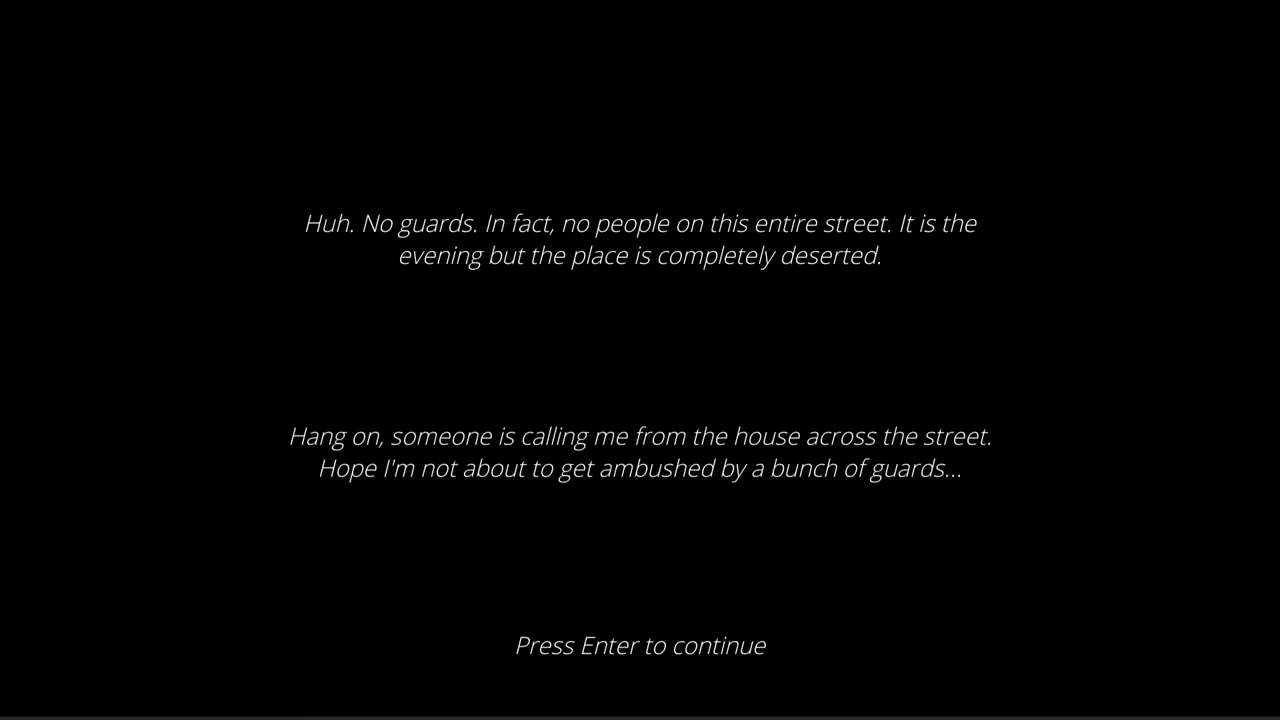 Huh. No guards. In fact, no people on this entire street. It is the
evening but the place is completely deserted.
Hang on, someone is calling me from the house across the street.
Hope I'm not about to get ambushed by a bunch of guards...
Press Enter to continue